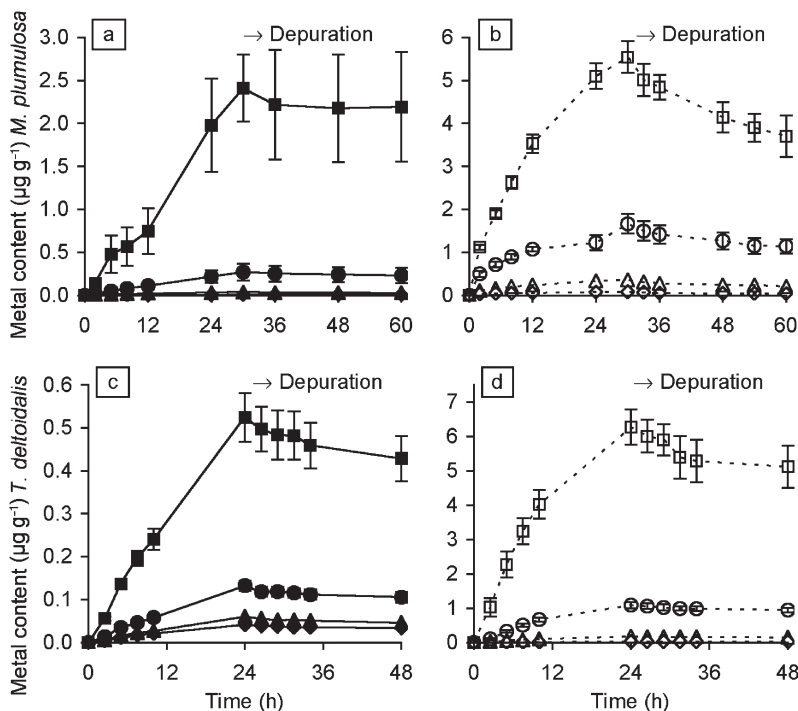 a
→ Depuration
3.0
2.5
2.0
1.5
1.0
0.5
0.0
0 12 24 36 48 60
Metal content (µg g⁻¹) M. plumulosa
b
→ Depuration
6
5
4
3
2
1
0
0 12 24 36 48 60
c
→ Depuration
0.6
0.5
0.4
0.3
0.2
0.1
0.0
0 12 24 36 48
Metal content (µg g⁻¹) T. deltoidalis
Time (h)
d
→ Depuration
7
6
5
4
3
2
1
0
0 12 24 36 48
Time (h)